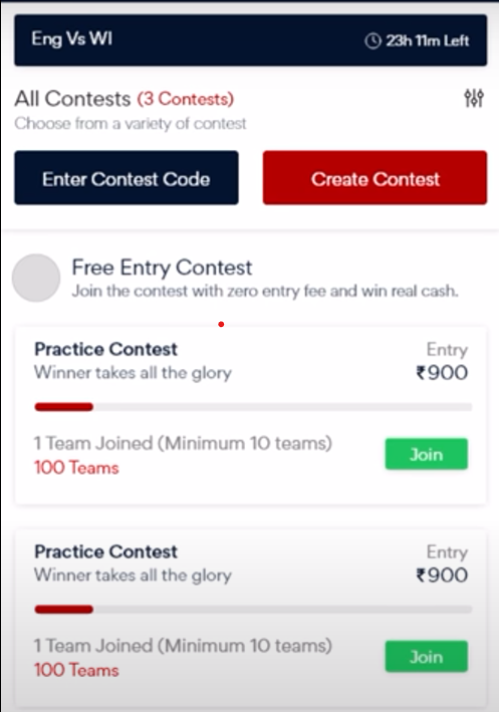 Eng Vs WI 23h 11m Left
All Contests (3 Contests)
Choose from a variety of contest
Enter Contest Code Create Contest
Free Entry Contest
Join the contest with zero entry fee and win real cash.
Practice Contest Entry
Winner takes all the glory ₹900
1 Team Joined (Minimum 10 teams)
100 Teams Join
Practice Contest Entry
Winner takes all the glory ₹900
1 Team Joined (Minimum 10 teams)
100 Teams Join